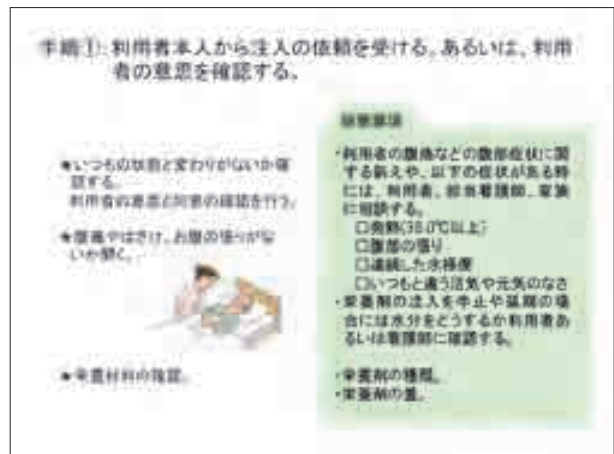 手順①: 利用者本人から注入の依頼を受ける。あるいは、利用
者の意思を確認する。
★いつもの状態と変わりがないか確
認する。
利用者の意思と同意の確認を行う。
★腹痛や吐き気、お腹の張りがな
いか聞く。
★栄養材料の確認。
留意事項
・利用者の腹痛などの腹部症状に関
する訴えや、以下の症状がある時
には、利用者、担当看護師、家族
に相談する。
□発熱(38.0℃以上)
□腹部の張り
□連続した水様便
□いつもと違う活気や元気のなさ
・栄養剤の注入を中止や延期の場
合には水分をどうするか利用者あ
るいは看護師に確認する。
・栄養剤の種類。
・栄養剤の量。